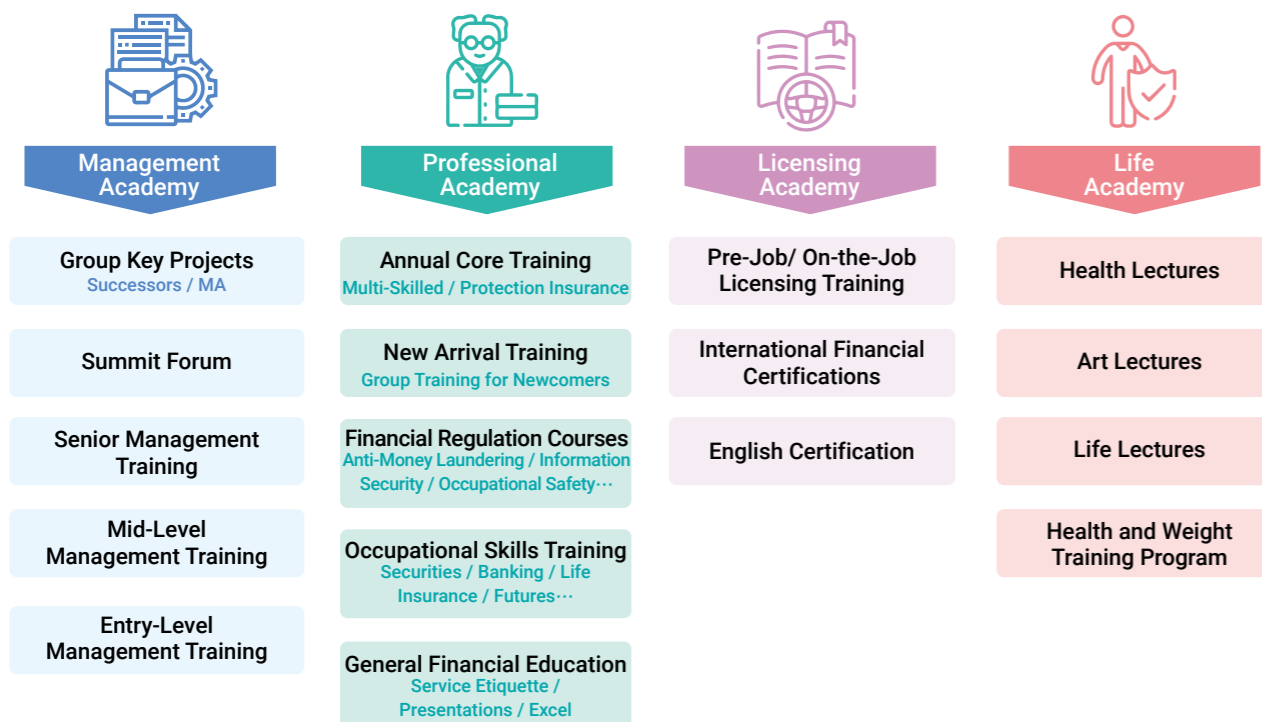 Management
Academy
Group Key Projects
Successors / MA
Summit Forum
Senior Management
Training
Mid-Level
Management Training
Entry-Level
Management Training
Professional
Academy
Annual Core Training
Multi-Skilled / Protection Insurance
New Arrival Training
Group Training for Newcomers
Financial Regulation Courses
Anti-Money Laundering / Information
Security / Occupational Safety⋯
Occupational Skills Training
Securities / Banking / Life
Insurance / Futures⋯
General Financial Education
Service Etiquette /
Presentations / Excel
Licensing
Academy
Pre-Job/ On-the-Job
Licensing Training
International Financial
Certifications
English Certification
Life
Academy
Health Lectures
Art Lectures
Life Lectures
Health and Weight
Training Program